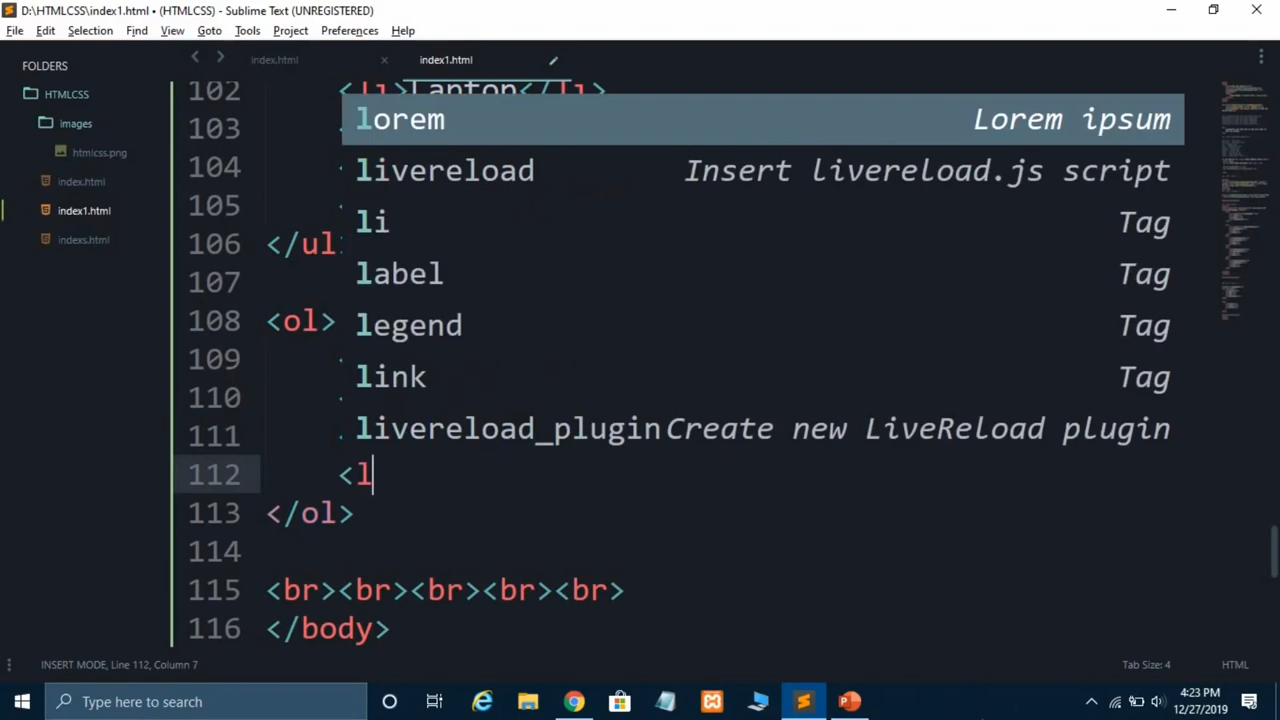 D:\HTMLCSS\index1.html • (HTMLCSS) - Sublime Text (UNREGISTERED)
File Edit Selection Find View Goto Tools Project Preferences Help
FOLDERS
HTMLCSS
images
htmlcss.png
index.html
index1.html
indexs.html
index.html
index1.html
102 <li>Lapton</li>
lorem Lorem ipsum
103
livereload Insert livereload.js script
104
105
li Tag
106 </ul
label Tag
107
108 <ol>
legend Tag
109
link Tag
110
livereload_plugin Create new LiveReload plugin
111
112 <l
113 </ol>
114
115 <br><br><br><br><br>
116 </body>
INSERT MODE, Line 112, Column 7
Tab Size: 4
HTML
Type here to search
4:23 PM
12/27/2019